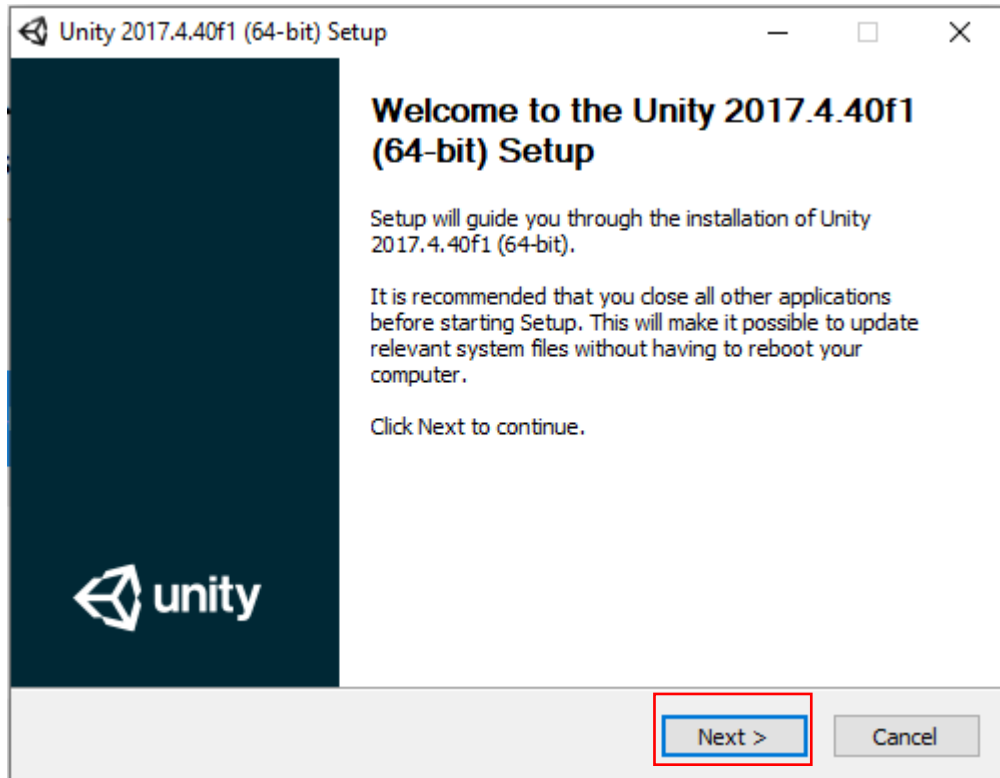 Unity 2017.4.40f1 (64-bit) Setup
Welcome to the Unity 2017.4.40f1
(64-bit) Setup
Setup will guide you through the installation of Unity
2017.4.40f1 (64-bit).
It is recommended that you close all other applications
before starting Setup. This will make it possible to update
relevant system files without having to reboot your
computer.
Click Next to continue.
unity
Next >
Cancel